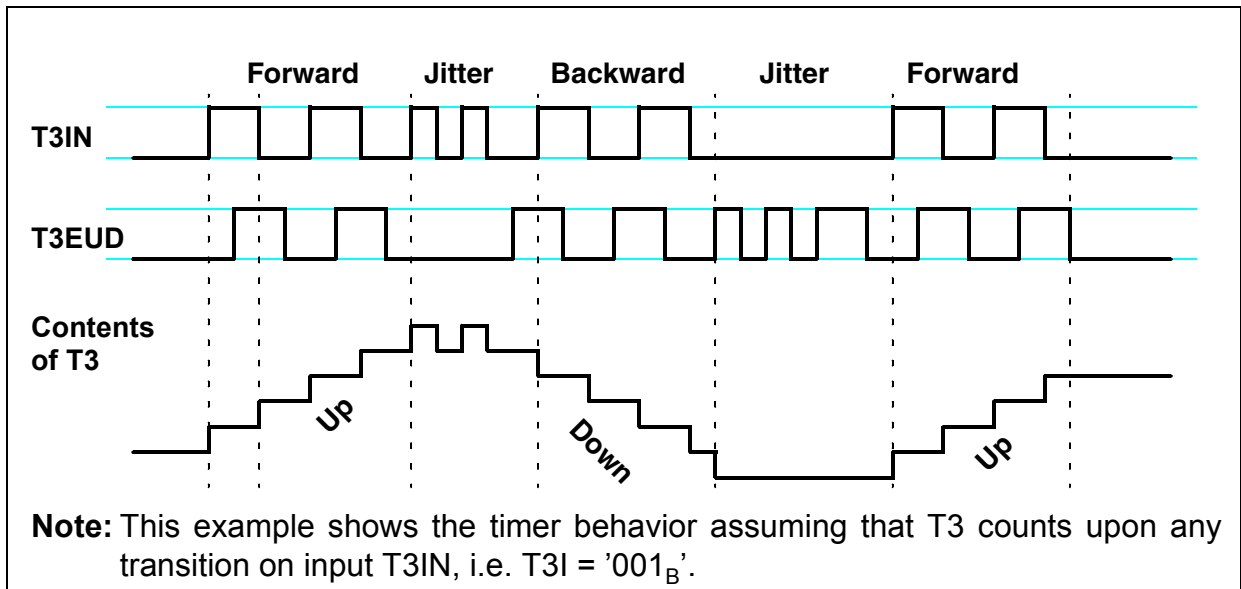 Forward Jitter Backward Jitter Forward
T3IN
T3EUD
Contents
of T3
Up
Down
Up
Note: This example shows the timer behavior assuming that T3 counts upon any
transition on input T3IN, i.e. T3I = ’001B’.